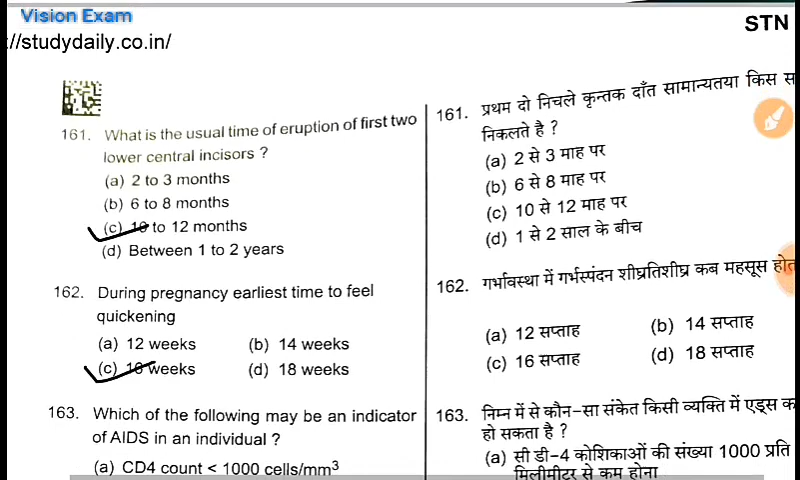 Vision Exam
://studydaily.co.in/
STN
161. What is the usual time of eruption of first two
lower central incisors ?
(a) 2 to 3 months
(b) 6 to 8 months
(c) 10 to 12 months
(d) Between 1 to 2 years
162. During pregnancy earliest time to feel
quickening
(a) 12 weeks (b) 14 weeks
(c) 16 weeks (d) 18 weeks
163. Which of the following may be an indicator
of AIDS in an individual ?
(a) CD4 count < 1000 cells/mm³
161. प्रथम दो निचले कृन्तक दाँत सामान्यतया किस स
निकलते है ?
(a) 2 से 3 माह पर
(b) 6 से 8 माह पर
(c) 10 से 12 माह पर
(d) 1 से 2 साल के बीच
162. गर्भावस्था में गर्भस्पंदन शीघ्रतिशीघ्र कब महसूस होत
(a) 12 सप्ताह (b) 14 सप्ताह
(c) 16 सप्ताह (d) 18 सप्ताह
163. निम्न में से कौन-सा संकेत किसी व्यक्ति में एड्स क
हो सकता है ?
(a) सी डी-4 कोशिकाओं की संख्या 1000 प्रति
मिलीमीटर से कम होना